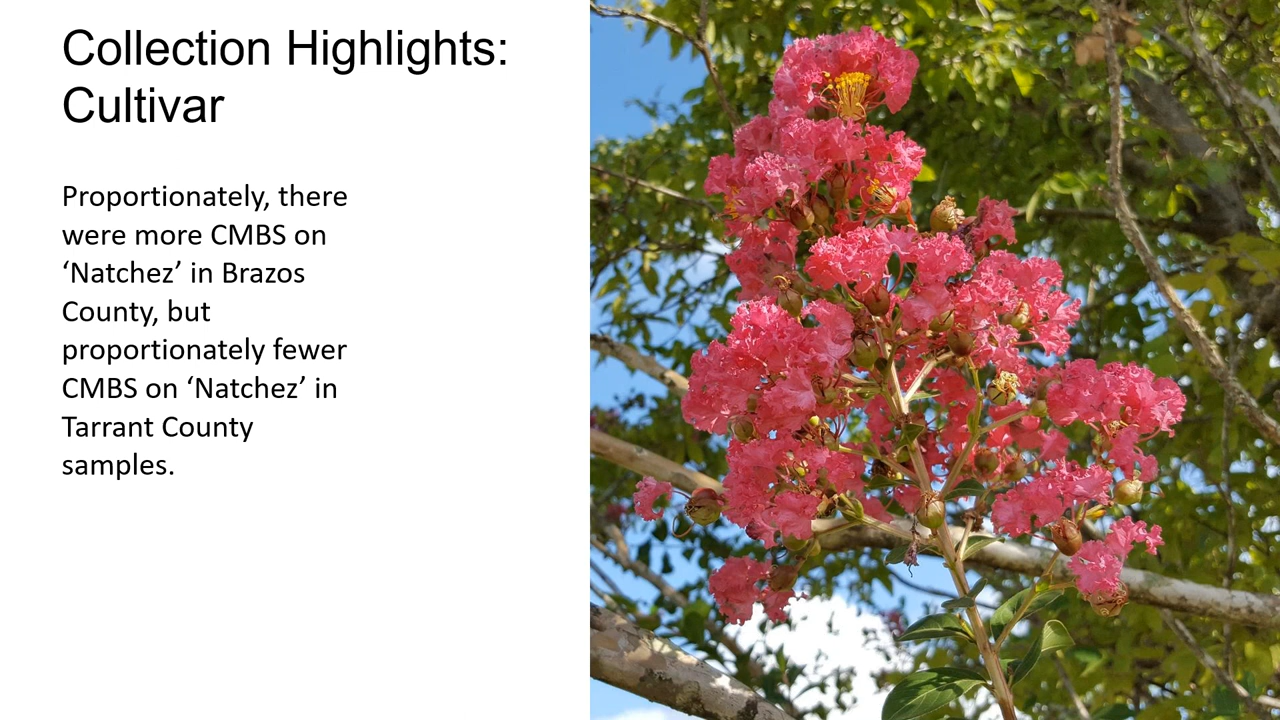 Collection Highlights:
Cultivar
Proportionately, there
were more CMBS on
‘Natchez’ in Brazos
County, but
proportionately fewer
CMBS on ‘Natchez’ in
Tarrant County
samples.